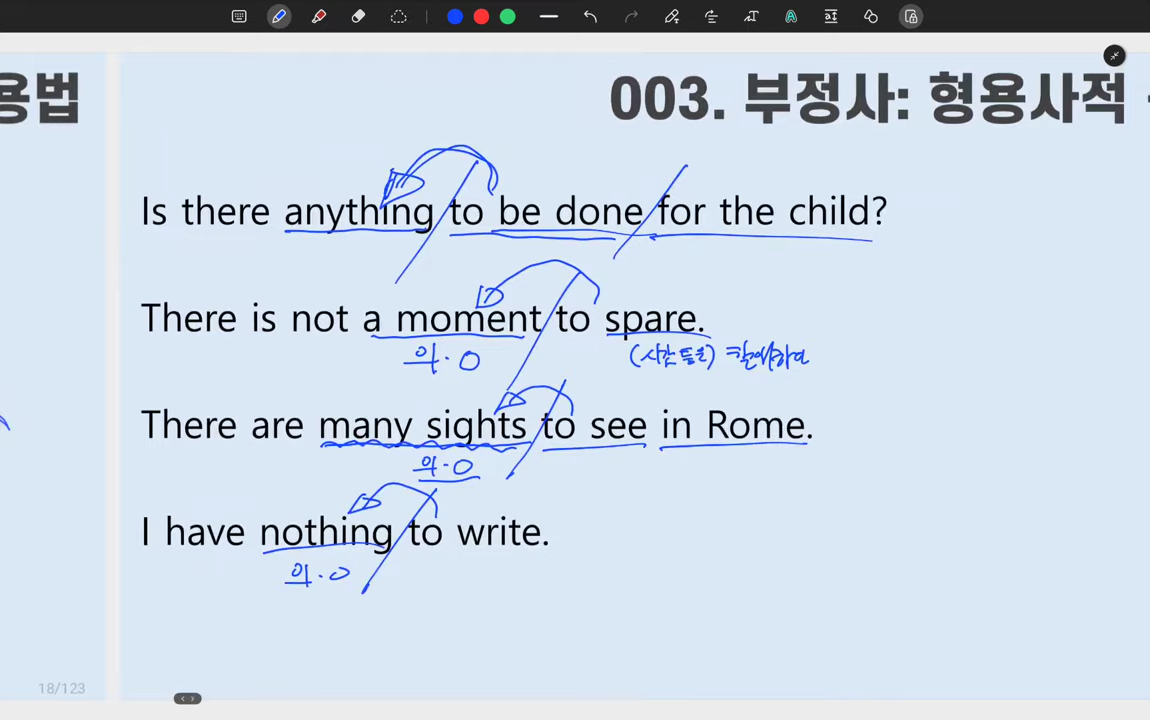 용법
003. 부정사: 형용사적
Is there anything to be done for the child?
There is not a moment to spare.
의·O (시간 등을) 할애하다
There are many sights to see in Rome.
의·O
I have nothing to write.
의·O
18/123